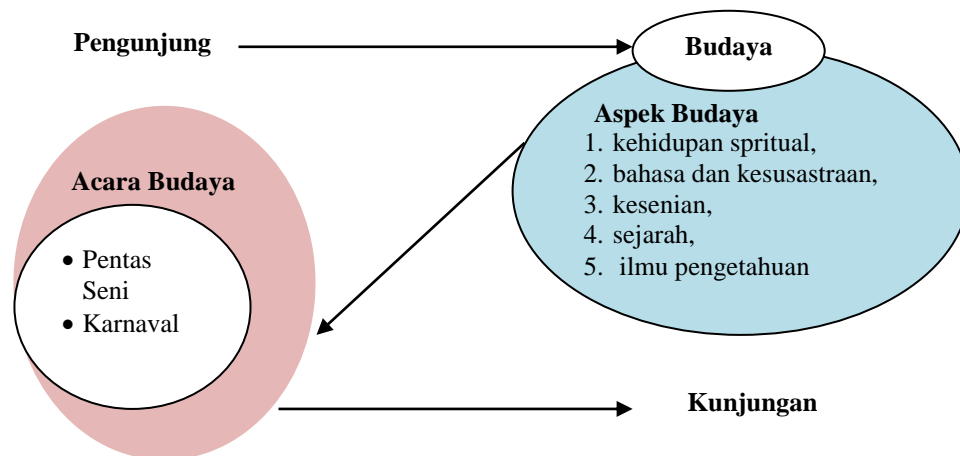 Pengunjung
Budaya
Aspek Budaya
1. kehidupan spritual,
2. bahasa dan kesusastraan,
3. kesenian,
4. sejarah,
5. ilmu pengetahuan
Acara Budaya
• Pentas
Seni
• Karnaval
Kunjungan